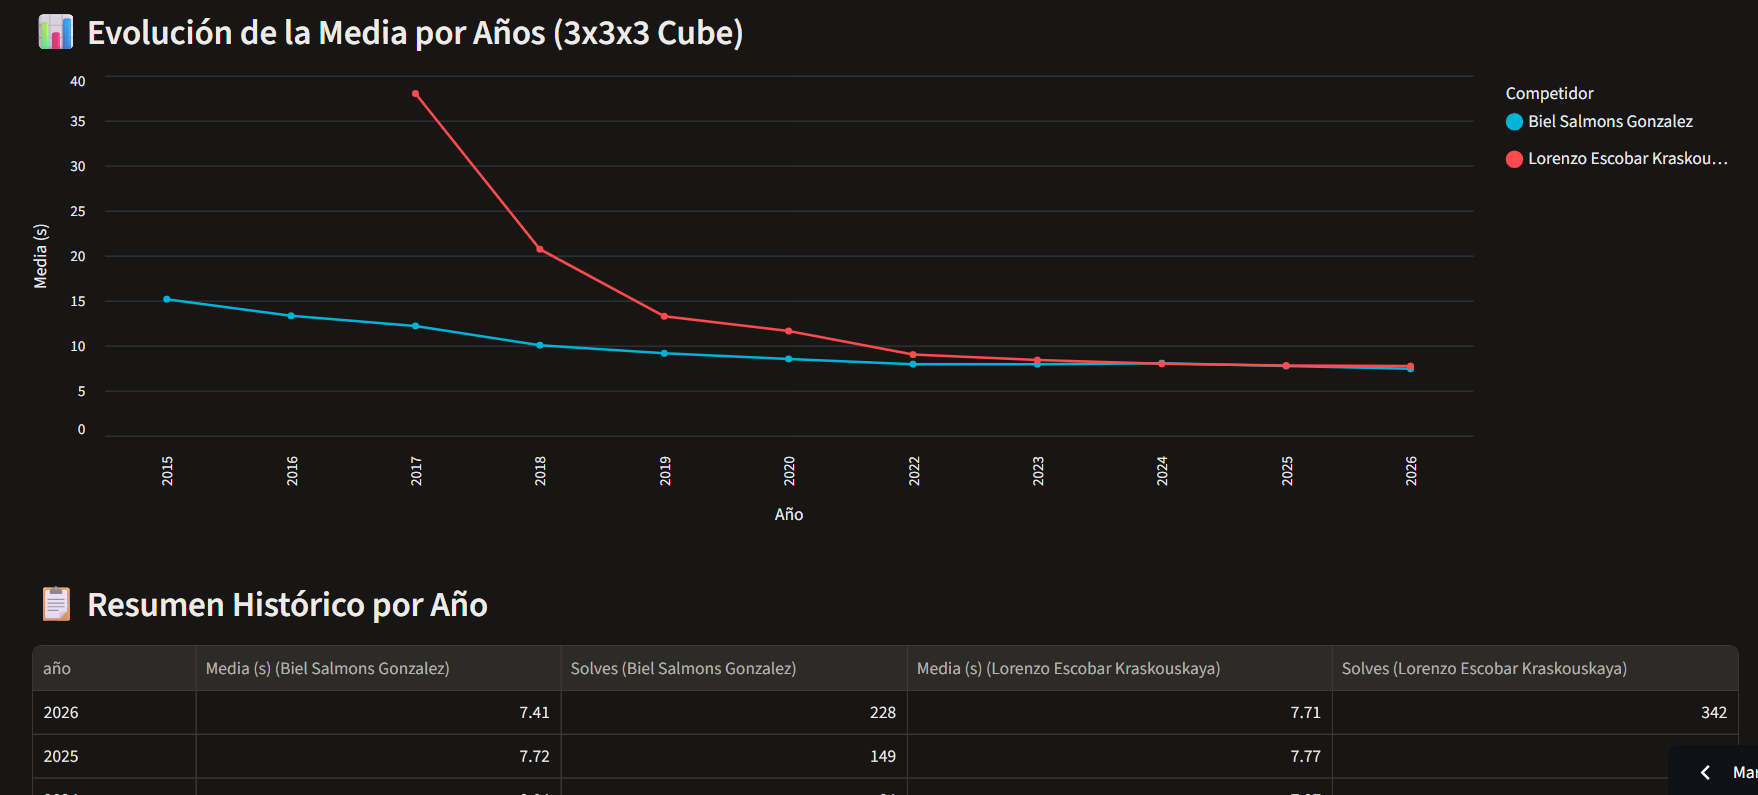 Evolución de la Media por Años (3x3x3 Cube)
40
35
30
25
20
15
10
5
0
Media (s)
2015
2016
2017
2018
2019
2020
2022
2023
2024
2025
2026
Año
Competidor
Biel Salmons Gonzalez
Lorenzo Escobar Kraskou…
Resumen Histórico por Año
año Media (s) (Biel Salmons Gonzalez) Solves (Biel Salmons Gonzalez) Media (s) (Lorenzo Escobar Kraskouskaya) Solves (Lorenzo Escobar Kraskouskaya)
2026 7.41 228 7.71 342
2025 7.72 149 7.77